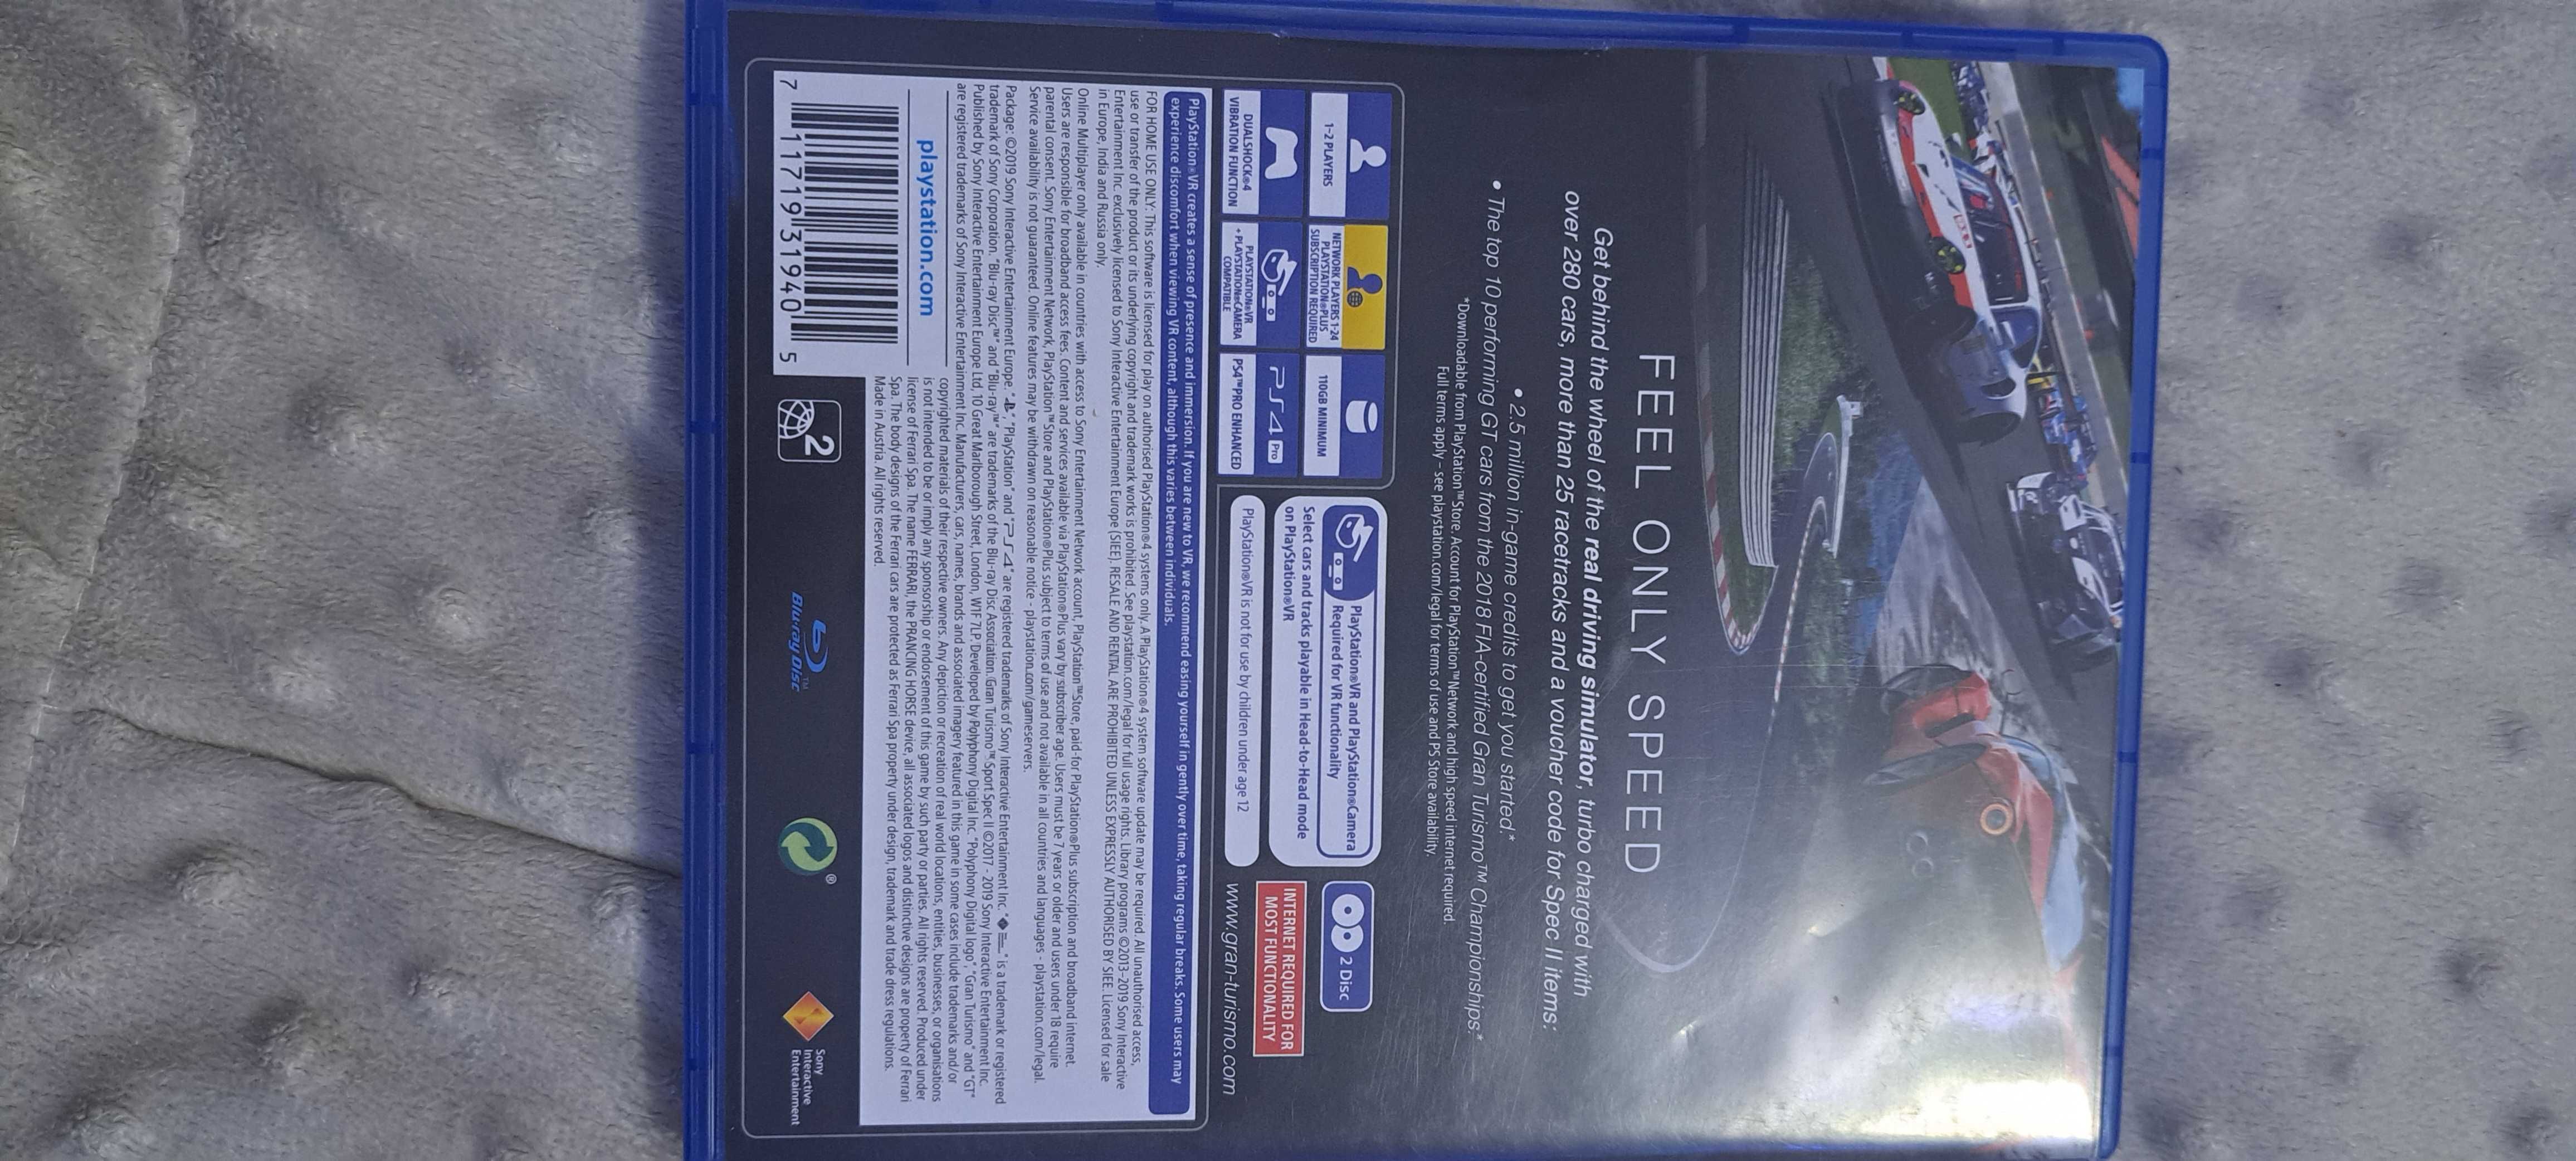 FEEL ONLY SPEED
Get behind the wheel of the real driving simulator, turbo charged with
over 280 cars, more than 25 racetracks and a voucher code for Spec II items:
• 2.5 million in-game credits to get you started.*
• The top 10 performing GT cars from the 2018 FIA-certified Gran Turismo™ Championships.*
*Downloadable from PlayStation™Store. Account for PlayStation™Network and high speed internet required.
Full terms apply – see playstation.com/legal for terms of use and PS Store availability.
1-2 PLAYERS
NETWORK PLAYERS 1-24
PLAYSTATION®PLUS
SUBSCRIPTION REQUIRED
110GB MINIMUM
DUALSHOCK®4
VIBRATION FUNCTION
PLAYSTATION®VR
+ PLAYSTATION®CAMERA
COMPATIBLE
PS4 Pro
PS4™PRO ENHANCED
PlayStation®VR and PlayStation®Camera
Required for VR functionality
Select cars and tracks playable in Head-to-Head mode
on PlayStation®VR
PlayStation®VR is not for use by children under age 12
2 Disc
INTERNET REQUIRED FOR
MOST FUNCTIONALITY
www.gran-turismo.com
PlayStation®VR creates a sense of presence and immersion. If you are new to VR, we recommend easing yourself in gently over time, taking regular breaks. Some users may
experience discomfort when viewing VR content, although this varies between individuals.
FOR HOME USE ONLY: This software is licensed for play on authorised PlayStation®4 systems only. A PlayStation®4 system software update may be required. All unauthorised access,
use or transfer of the product or its underlying copyright and trademark works is prohibited. See playstation.com/legal for full usage rights. Library programs ©2013–2019 Sony Interactive
Entertainment Inc. exclusively licensed to Sony Interactive Entertainment Europe (SIEE). RESALE AND RENTAL ARE PROHIBITED UNLESS EXPRESSLY AUTHORISED BY SIEE. Licensed for sale
in Europe, India and Russia only.
Online Multiplayer only available in countries with access to Sony Entertainment Network account, PlayStation™Store, paid-for PlayStation®Plus subscription and broadband internet.
Users are responsible for broadband access fees. Content and services available via PlayStation®Plus vary by subscriber age. Users must be 7 years or older and users under 18 require
parental consent. Sony Entertainment Network, PlayStation™Store and PlayStation®Plus subject to terms of use and not available in all countries and languages - playstation.com/legal.
Service availability is not guaranteed. Online features may be withdrawn on reasonable notice - playstation.com/gameservers.
Package: ©2019 Sony Interactive Entertainment Europe. "PlayStation" and "PS4" are registered trademarks of Sony Interactive Entertainment Inc. is a trademark or registered
trademark of Sony Corporation. "Blu-ray Disc™" and "Blu-ray™" are trademarks of the Blu-ray Disc Association. Gran Turismo™ Sport Spec II ©2017 - 2019 Sony Interactive Entertainment Inc.
Published by Sony Interactive Entertainment Europe Ltd, 10 Great Marlborough Street, London, W1F 7LP. Developed by Polyphony Digital Inc. "Polyphony Digital logo", "Gran Turismo" and "GT"
are registered trademarks of Sony Interactive Entertainment Inc. Manufacturers, cars, names, brands and associated imagery featured in this game in some cases include trademarks and/or
copyrighted materials of their respective owners. Any depiction or recreation of real world locations, entities, businesses, or organisations
is not intended to be or imply any sponsorship or endorsement of this game by such party or parties. All rights reserved. Produced under
license of Ferrari Spa. The name FERRARI, the PRANCING HORSE device, all associated logos and distinctive designs are property of Ferrari
Spa. The body designs of the Ferrari cars are protected as Ferrari Spa property under design, trademark and trade dress regulations.
Made in Austria. All rights reserved.
playstation.com
7 11719 31940 5
2
Blu-ray Disc™
®
Sony
Interactive
Entertainment